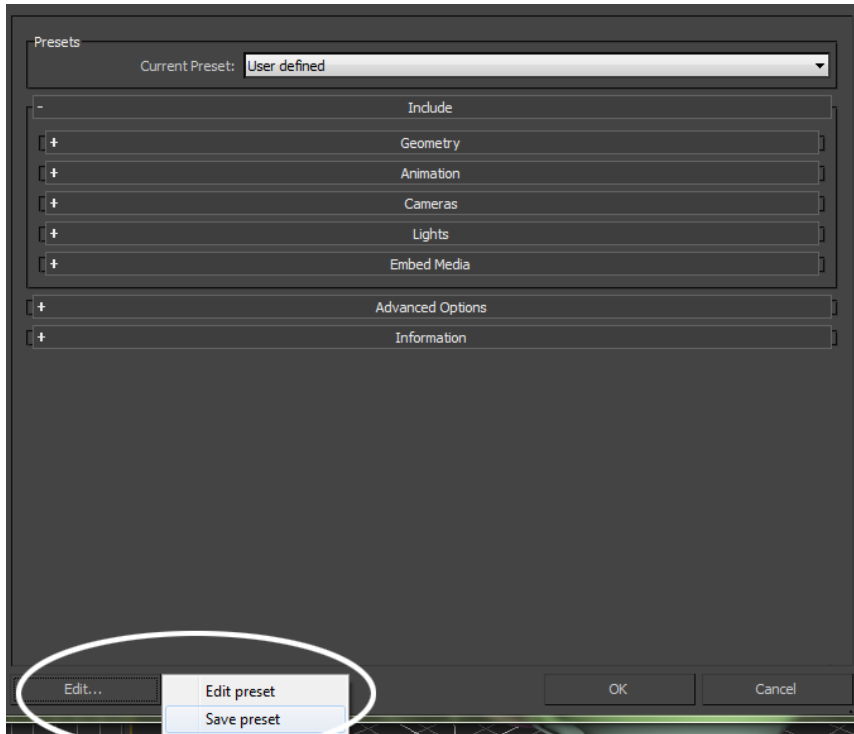 Presets
Current Preset: User defined
- Include
+ Geometry
+ Animation
+ Cameras
+ Lights
+ Embed Media
+ Advanced Options
+ Information
Edit... OK Cancel
Edit preset
Save preset